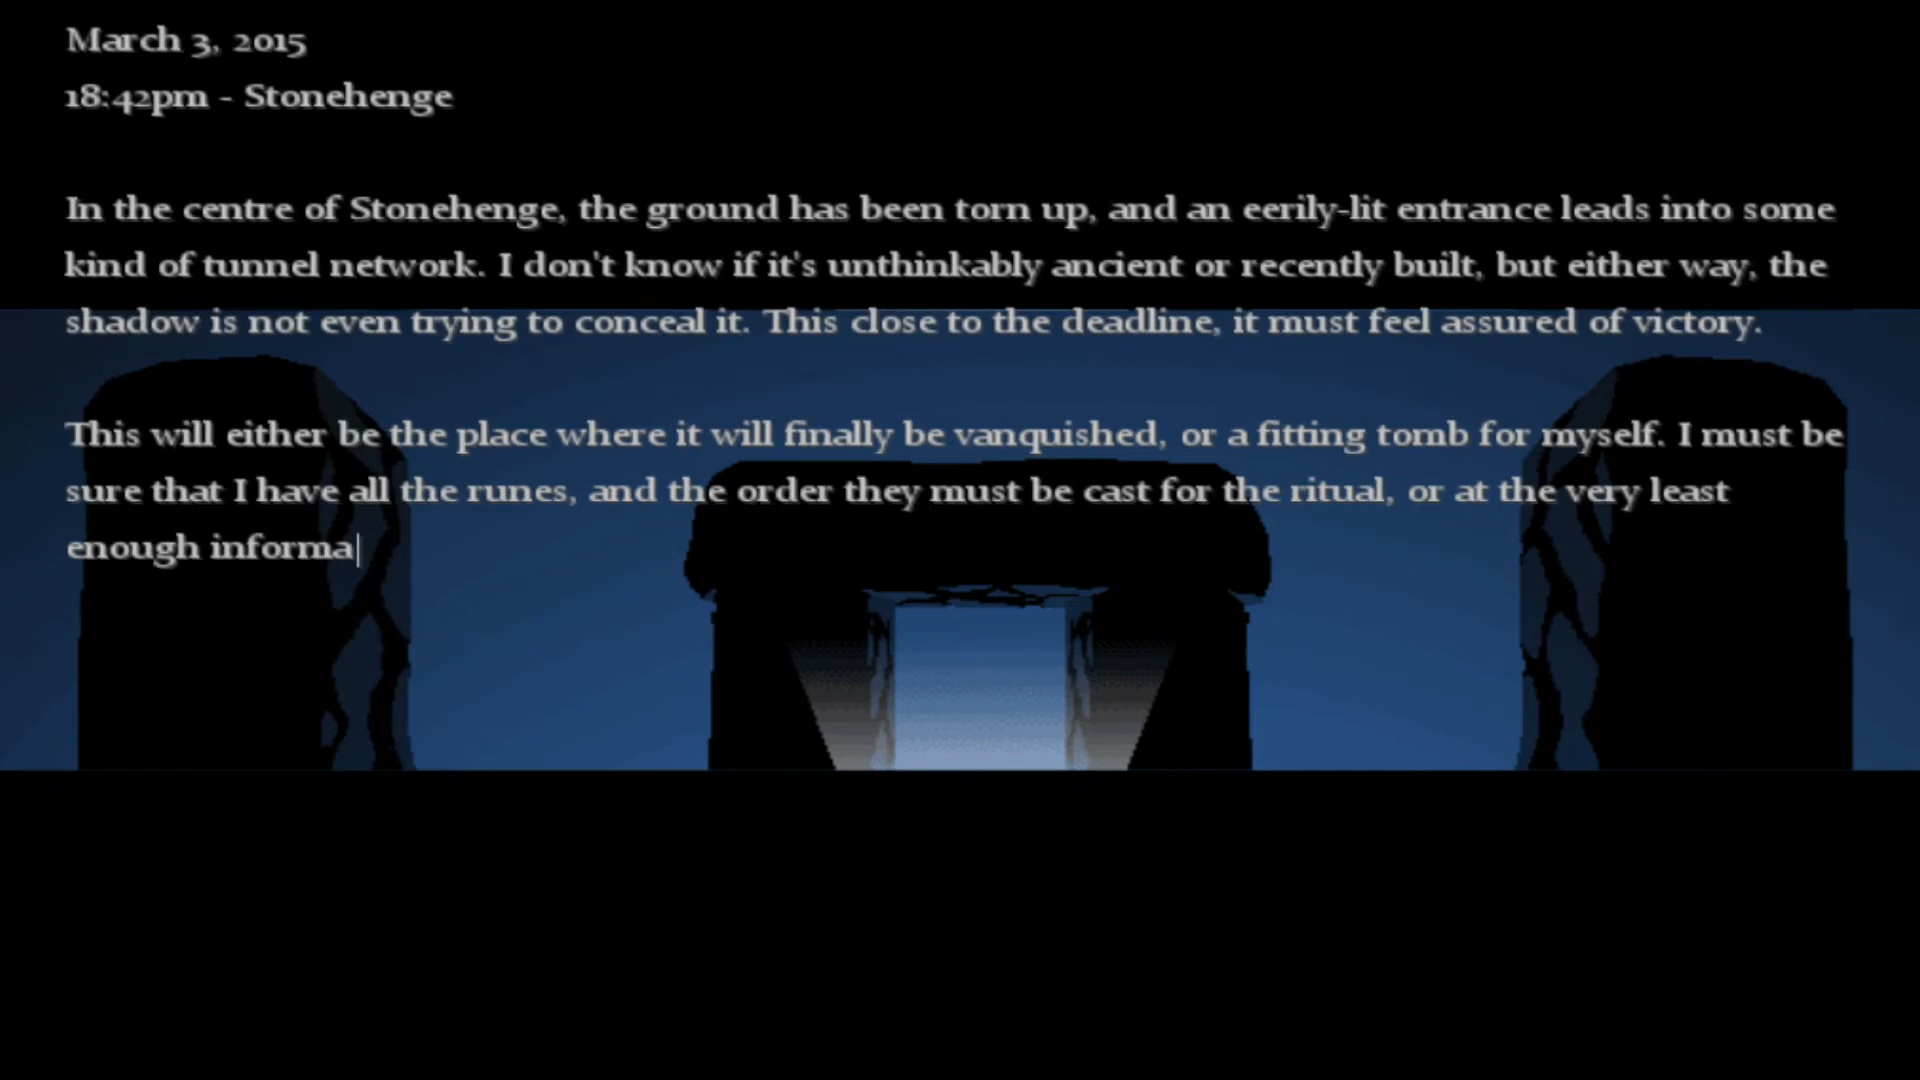 March 3, 2015
18:42pm - Stonehenge
In the centre of Stonehenge, the ground has been torn up, and an eerily-lit entrance leads into some
kind of tunnel network. I don't know if it's unthinkably ancient or recently built, but either way, the
shadow is not even trying to conceal it. This close to the deadline, it must feel assured of victory.
This will either be the place where it will finally be vanquished, or a fitting tomb for myself. I must be
sure that I have all the runes, and the order they must be cast for the ritual, or at the very least
enough informa